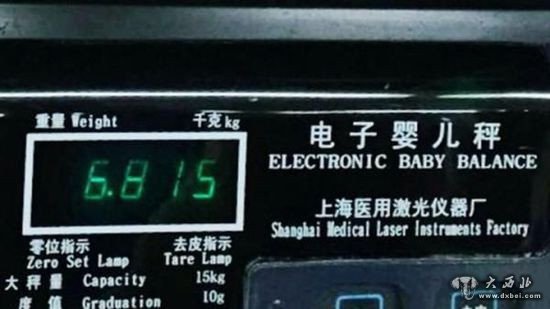 重量 Weight 千克 kg
6.815
零位指示 去皮指示
Zero Set Lamp Tare Lamp
大秤量 Capacity 15kg
度值 Graduation 10g
电子婴儿秤
ELECTRONIC BABY BALANCE
上海医用激光仪器厂
Shanghai Medical Laser Instruments Factory
大西北
www.dxbei.com